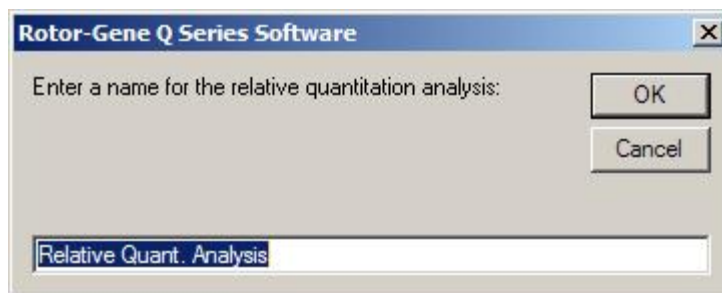 Rotor-Gene Q Series Software
Enter a name for the relative quantitation analysis:
OK
Cancel
Relative Quant. Analysis